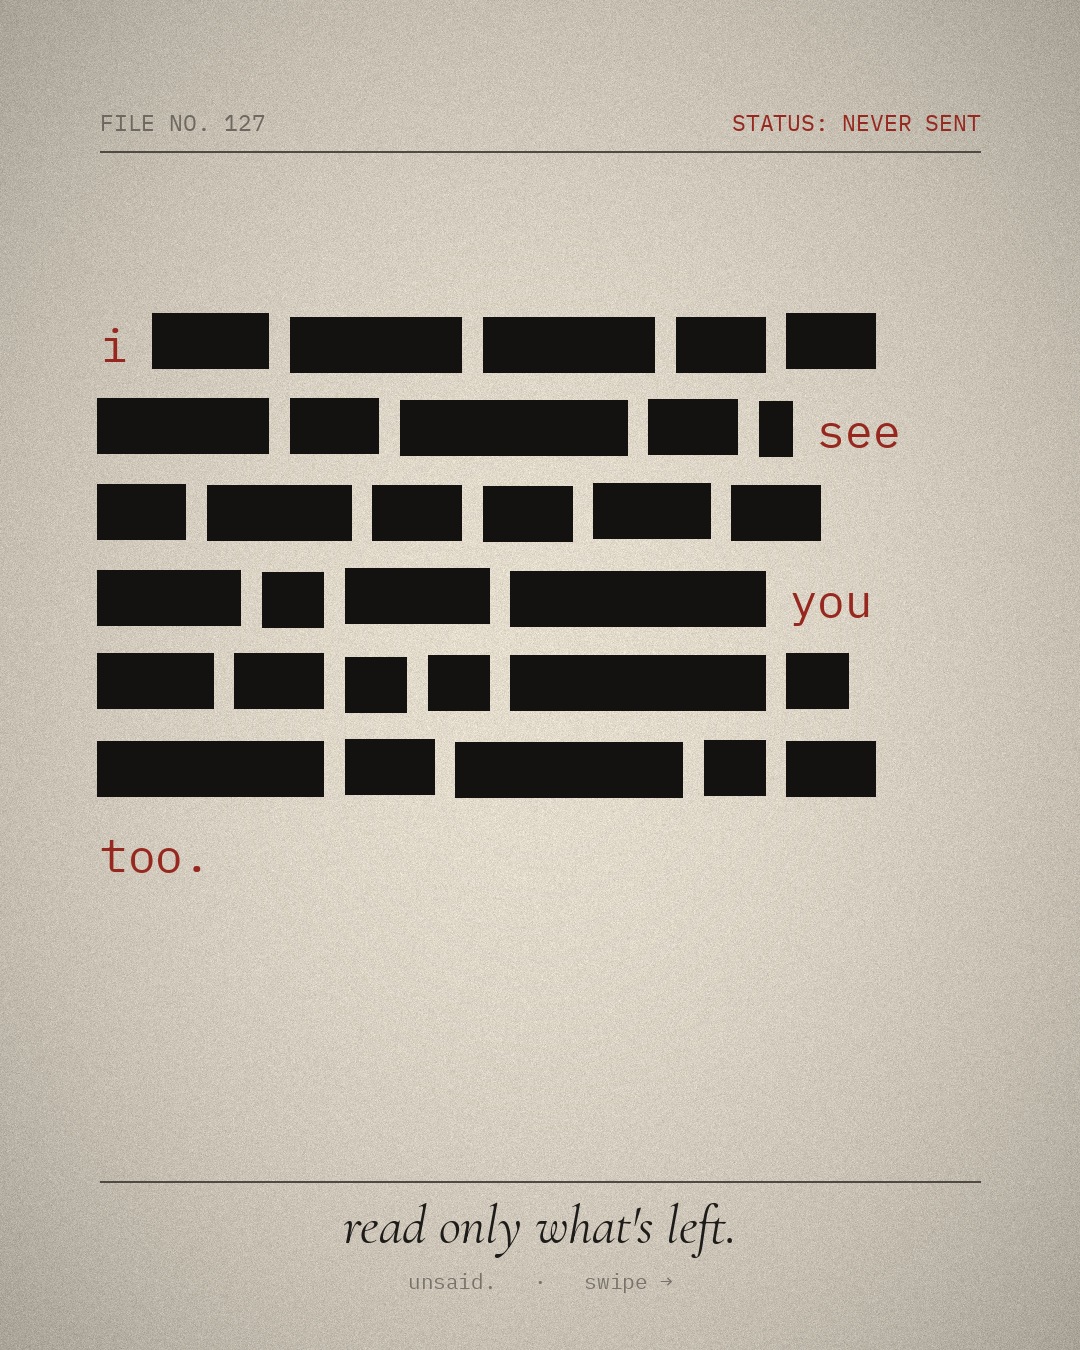 FILE NO. 127 STATUS: NEVER SENT
i
see
you
too.
read only what's left.
unsaid. · swipe →